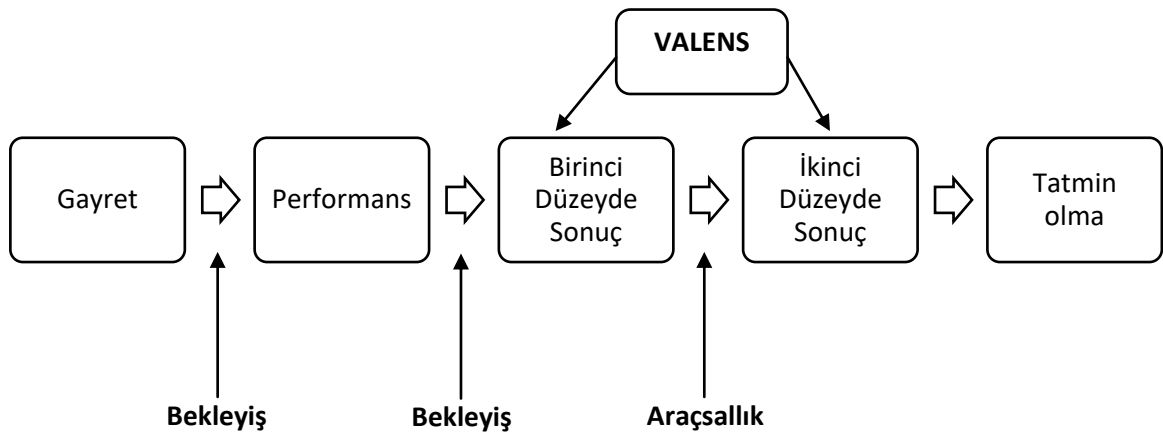 VALENS
Gayret
Performans
Birinci
Düzeyde
Sonuç
İkinci
Düzeyde
Sonuç
Tatmin
olma
Bekleyiş
Bekleyiş
Araçsallık